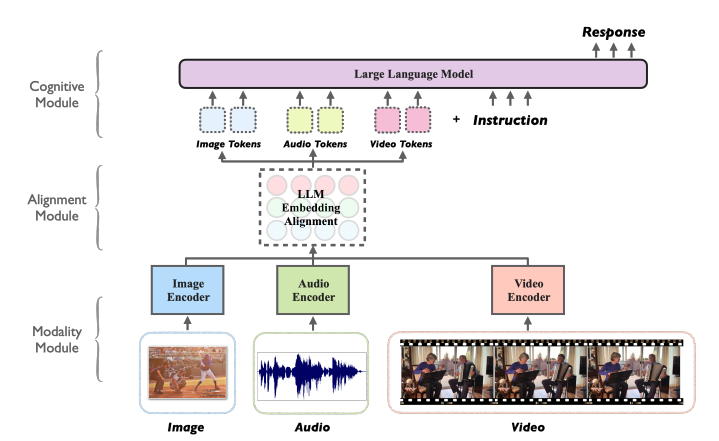 Response
Large Language Model
Cognitive
Module
Image Tokens
Audio Tokens
Video Tokens
+ Instruction
Alignment
Module
LLM
Embedding
Alignment
Image
Encoder
Audio
Encoder
Video
Encoder
Modality
Module
Image
Audio
Video